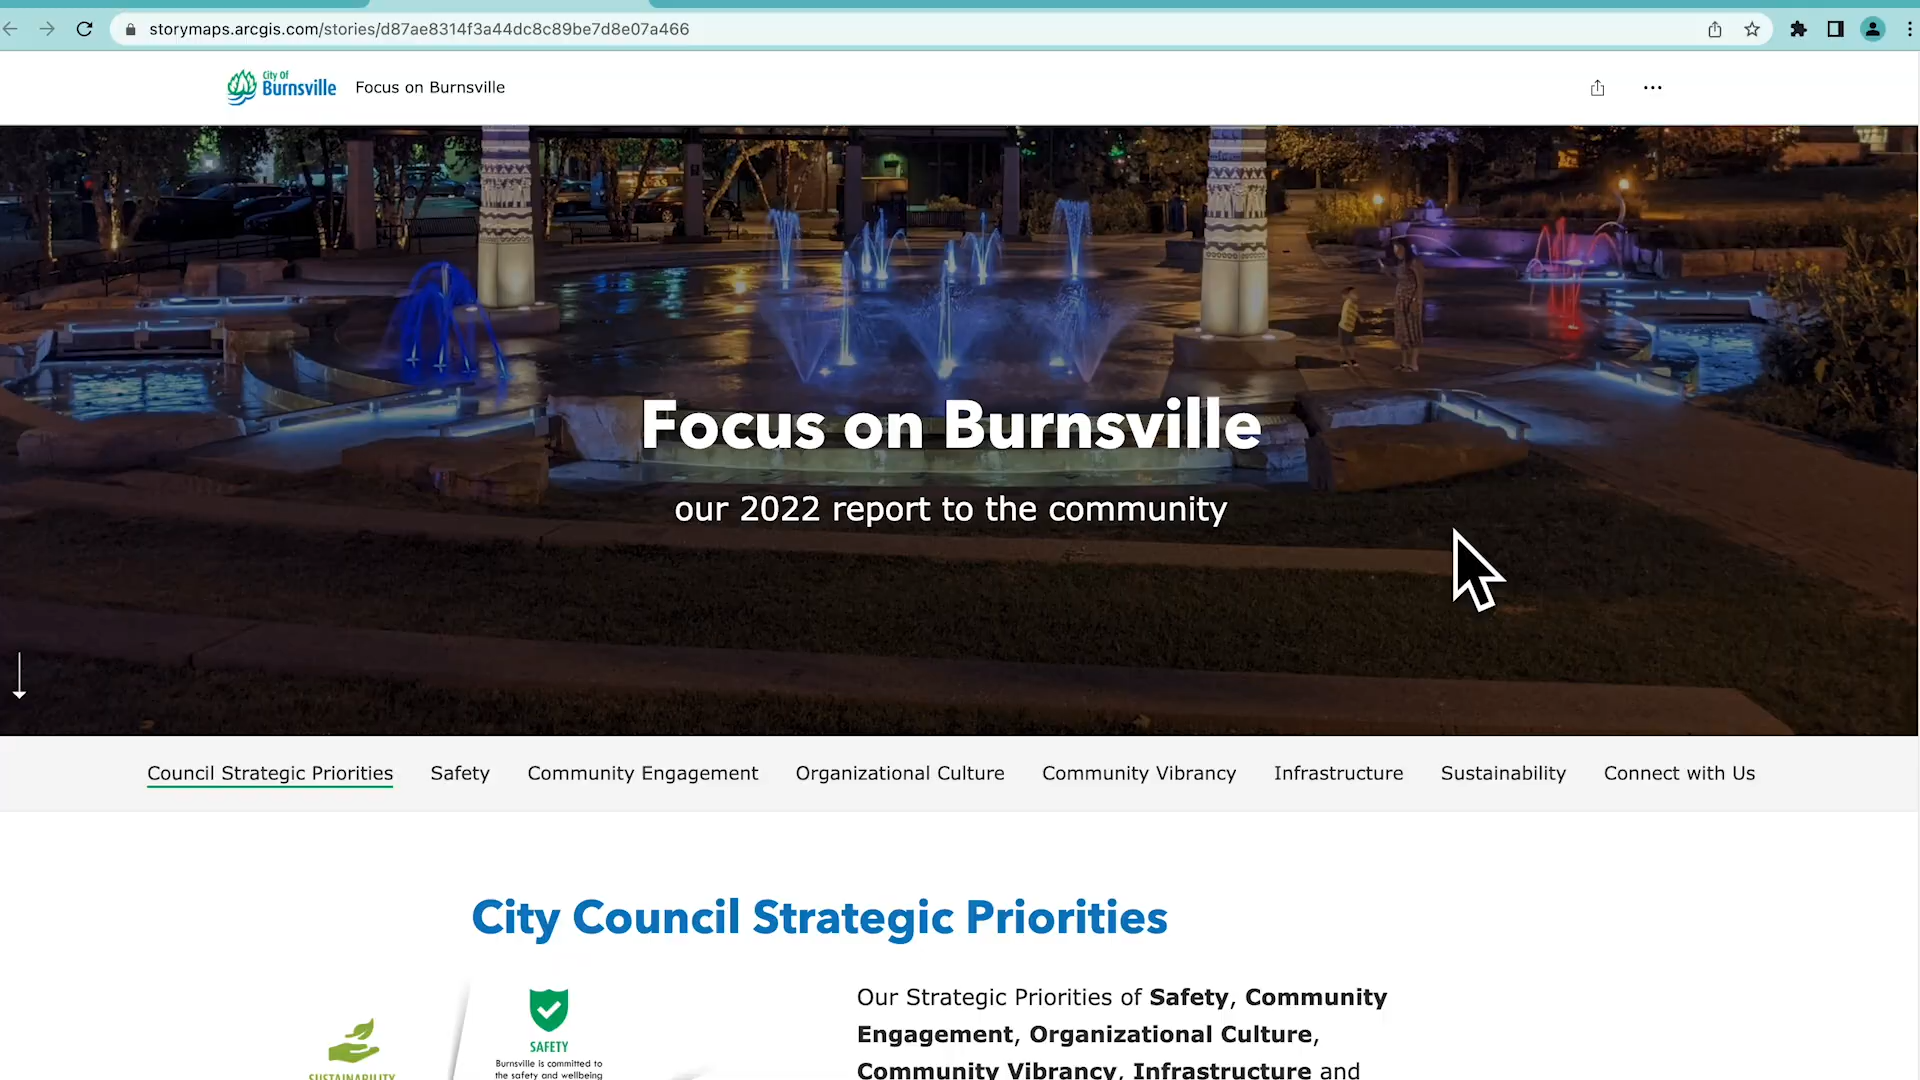 storymaps.arcgis.com/stories/d87ae8314f3a44dc8c89be7d8e07a466
City Of
Burnsville
Focus on Burnsville
Focus on Burnsville
our 2022 report to the community
Council Strategic Priorities Safety Community Engagement Organizational Culture Community Vibrancy Infrastructure Sustainability Connect with Us
City Council Strategic Priorities
Our Strategic Priorities of Safety, Community
Engagement, Organizational Culture,
Community Vibrancy, Infrastructure and
SAFETY
Burnsville is committed to
the safety and wellbeing
SUSTAINABILITY